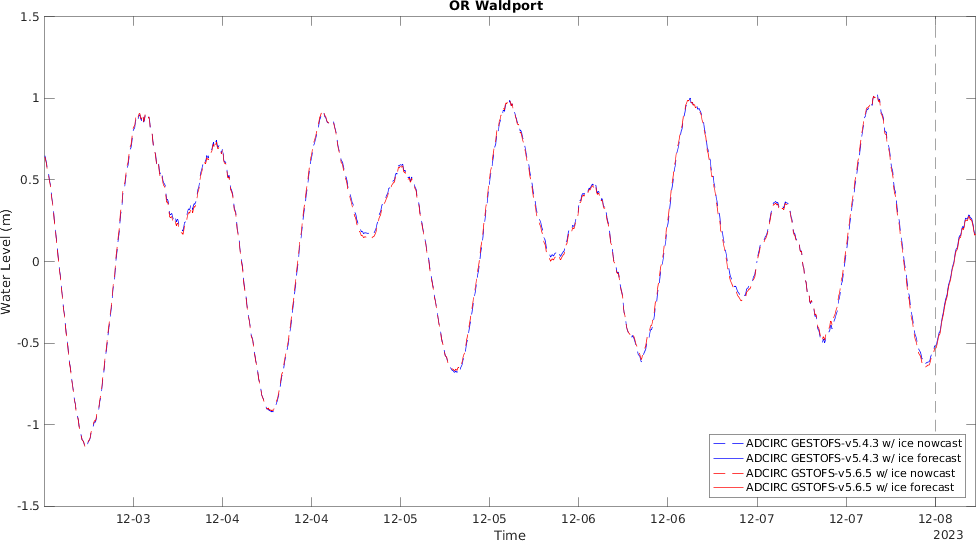 OR Waldport
1.5
1
0.5
0
-0.5
-1
-1.5
Water Level (m)
12-03 12-04 12-04 12-05 12-05 12-06 12-06 12-07 12-07 12-08
2023
Time
ADCIRC GESTOFS-v5.4.3 w/ ice nowcast
ADCIRC GESTOFS-v5.4.3 w/ ice forecast
ADCIRC GSTOFS-v5.6.5 w/ ice nowcast
ADCIRC GSTOFS-v5.6.5 w/ ice forecast